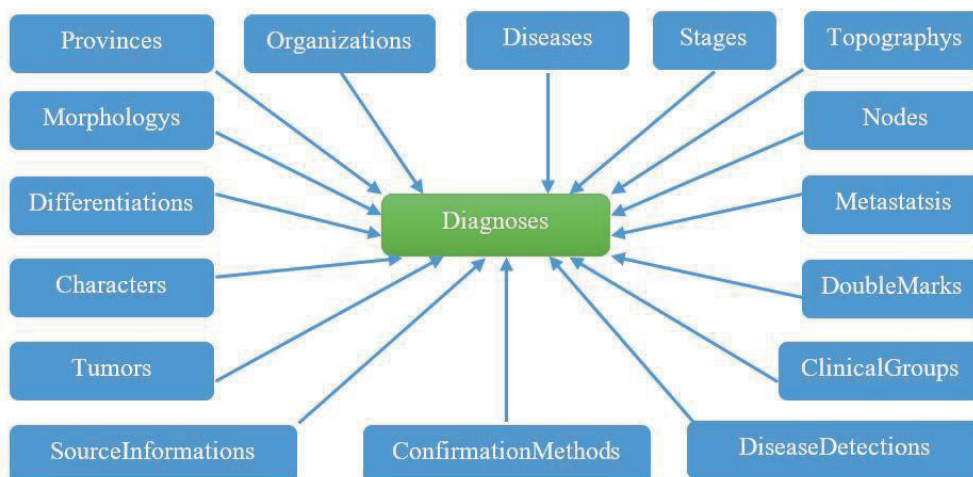 Provinces
Organizations
Diseases
Stages
Topographys
Morphologys
Nodes
Differentiations
Diagnoses
Metastatsis
Characters
DoubleMarks
Tumors
ClinicalGroups
SourceInformations
ConfirmationMethods
DiseaseDetections